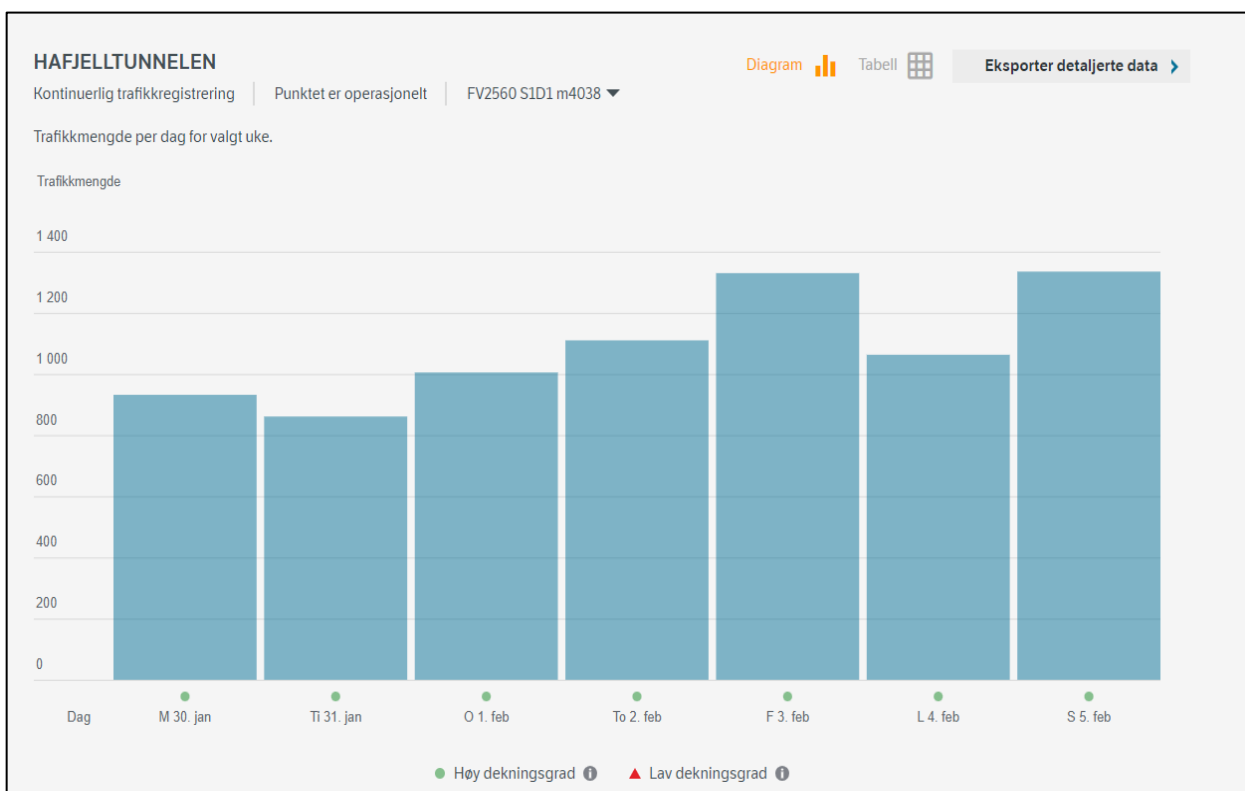 HAFJELLTUNNELEN
Diagram Tabell Eksporter detaljerte data
Kontinuerlig trafikkregistrering Punktet er operasjonelt FV2560 S1D1 m4038
Trafikkmengde per dag for valgt uke.
Trafikkmengde
1 400
1 200
1 000
800
600
400
200
0
Dag M 30. jan Ti 31. jan O 1. feb To 2. feb F 3. feb L 4. feb S 5. feb
Høy dekningsgrad Lav dekningsgrad